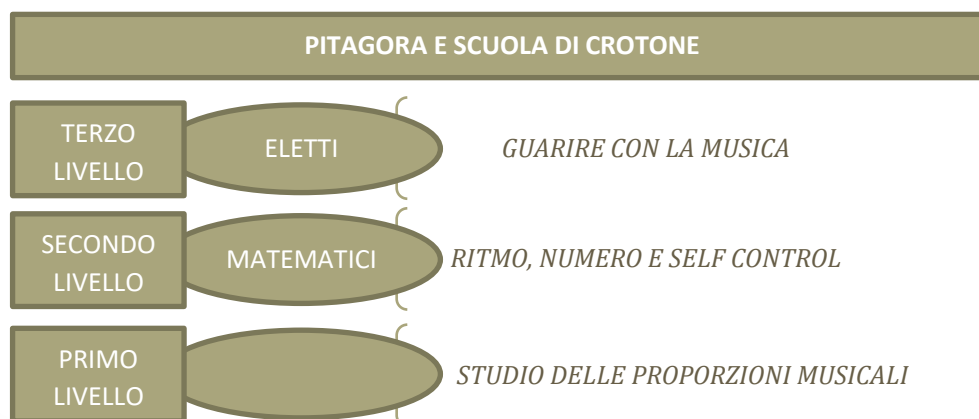 PITAGORA E SCUOLA DI CROTONE
TERZO
LIVELLO
ELETTI
GUARIRE CON LA MUSICA
SECONDO
LIVELLO
MATEMATICI
RITMO, NUMERO E SELF CONTROL
PRIMO
LIVELLO
STUDIO DELLE PROPORZIONI MUSICALI